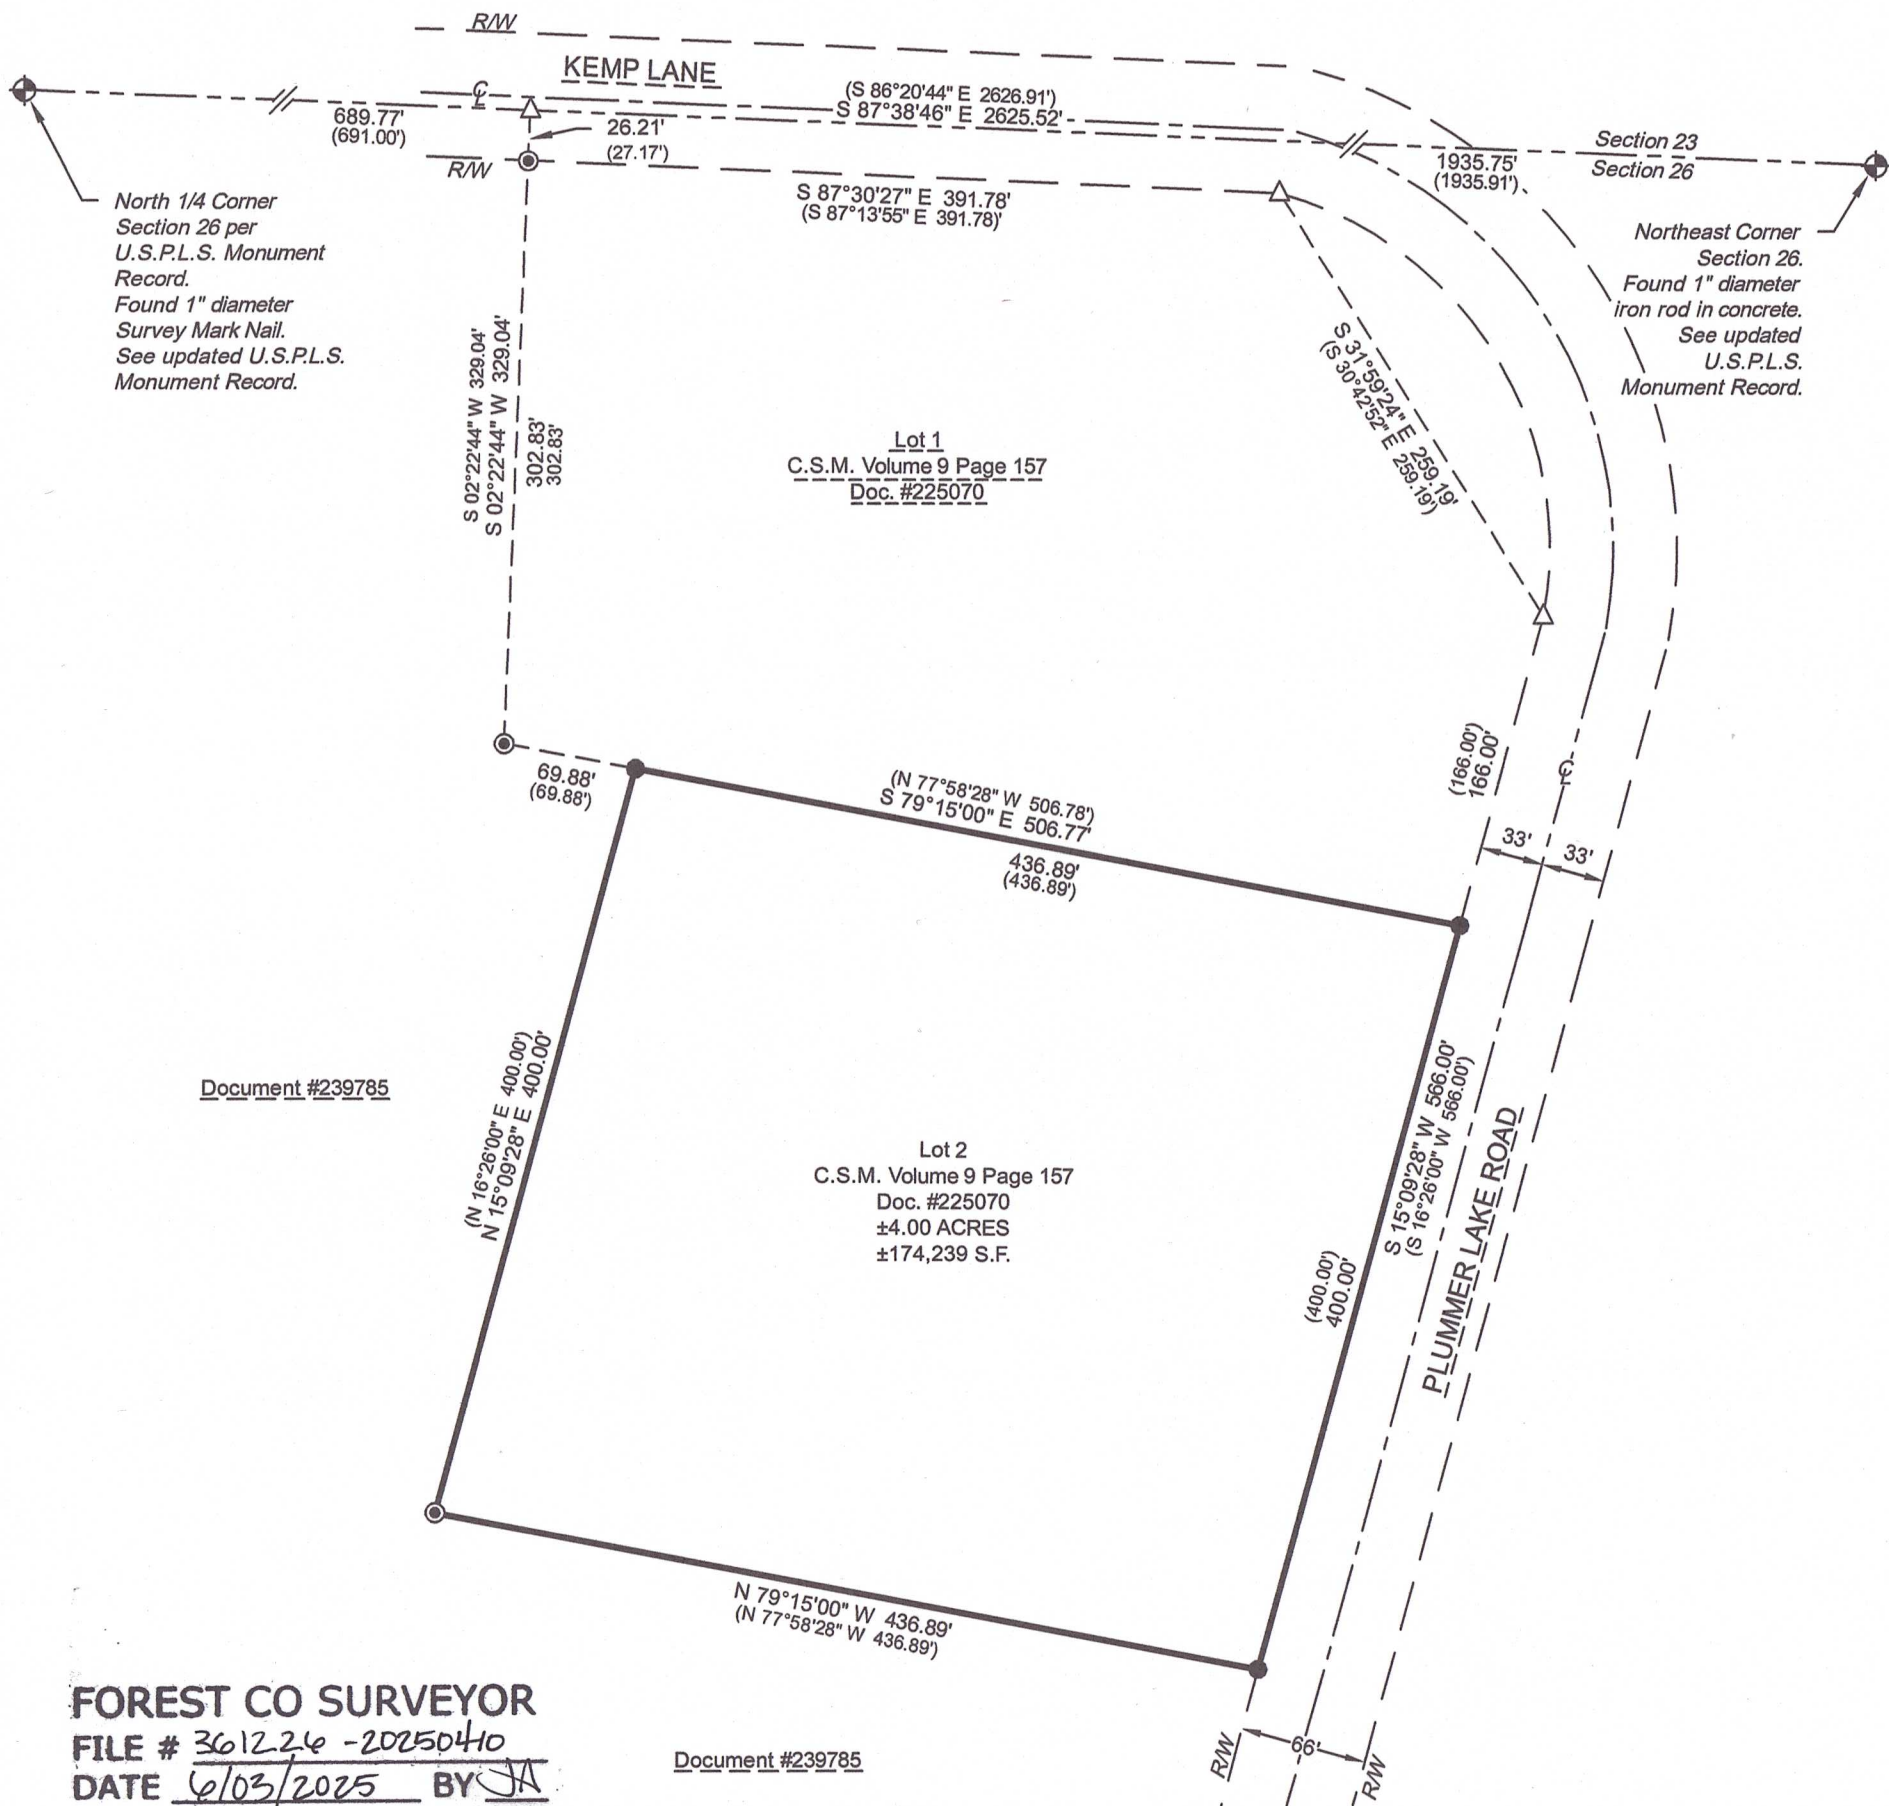 R/W
KEMP LANE
℄
(S 86°20'44" E 2626.91')
S 87°38'46" E 2625.52'
689.77'
(691.00')
26.21'
(27.17')
R/W
S 87°30'27" E 391.78'
(S 87°13'55" E 391.78')
1935.75'
(1935.91')
Section 23
Section 26
North 1/4 Corner
Section 26 per
U.S.P.L.S. Monument
Record.
Found 1" diameter
Survey Mark Nail.
See updated U.S.P.L.S.
Monument Record.
Northeast Corner
Section 26.
Found 1" diameter
iron rod in concrete.
See updated
U.S.P.L.S.
Monument Record.
S 02°22'44" W 329.04'
S 02°22'44" W 329.04'
302.83'
302.83'
S 31°59'24" E 259.19'
(S 30°42'52" E 259.19')
Lot 1
C.S.M. Volume 9 Page 157
Doc. #225070
69.88'
(69.88')
(N 77°58'28" W 506.78')
S 79°15'00" E 506.77'
436.89'
(436.89')
(166.00')
166.00'
℄
33'
33'
(N 16°26'00" E 400.00')
N 15°09'28" E 400.00'
Document #239785
Lot 2
C.S.M. Volume 9 Page 157
Doc. #225070
±4.00 ACRES
±174,239 S.F.
S 15°09'28" W 566.00'
(S 16°26'00" W 566.00')
(400.00')
400.00'
PLUMMER LAKE ROAD
N 79°15'00" W 436.89'
(N 77°58'28" W 436.89')
FOREST CO SURVEYOR
FILE # 361226-20250410
DATE 6/03/2025 BY JA
Document #239785
R/W
66'
R/W